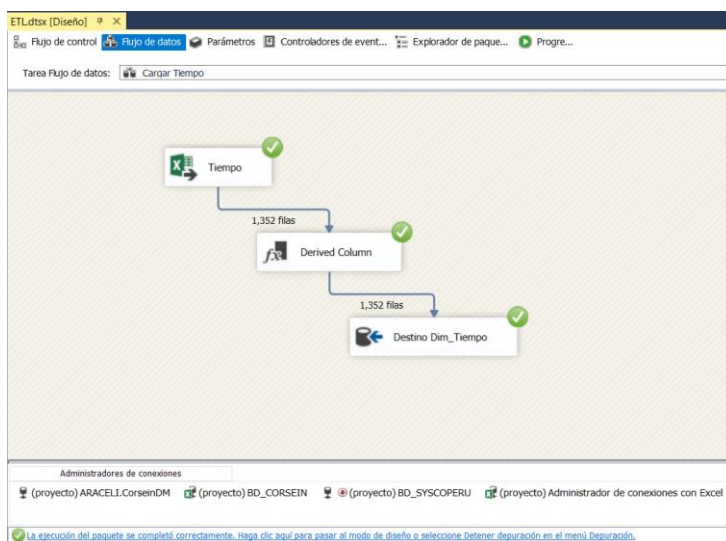 ETL.dtsx [Diseño]
Flujo de control Flujo de datos Parámetros Controladores de event... Explorador de paque... Progre...
Tarea Flujo de datos: Cargar Tiempo
Tiempo
1,352 filas
Derived Column
1,352 filas
Destino Dim_Tiempo
Administradores de conexiones
(proyecto) ARACELI.CorseinDM (proyecto) BD_CORSEIN (proyecto) BD_SYSCOPERU (proyecto) Administrador de conexiones con Excel
La ejecución del paquete se completó correctamente. Haga clic aquí para pasar al modo de diseño o seleccione Detener depuración en el menú Depuración.